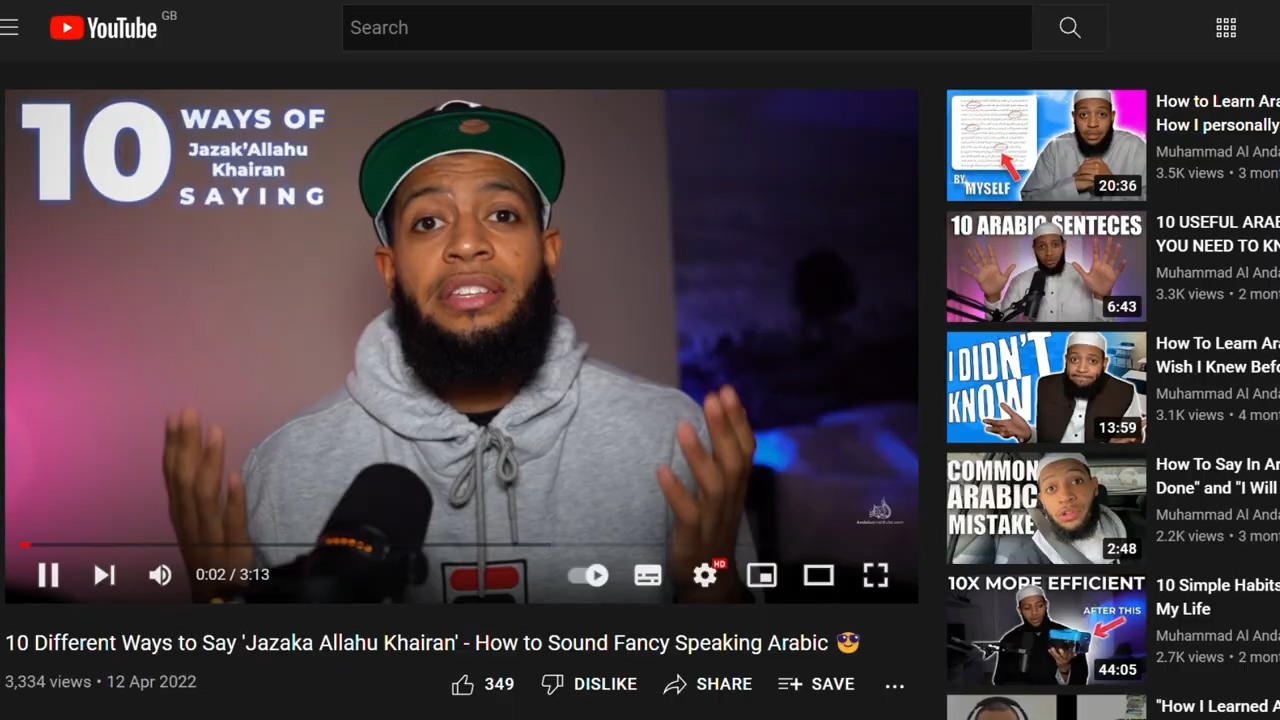 YouTube
GB
Search
10
WAYS OF
Jazak'Allahu
Khairan
SAYING
0:02 / 3:13
HD
10 Different Ways to Say 'Jazaka Allahu Khairan' - How to Sound Fancy Speaking Arabic 😎
3,334 views • 12 Apr 2022
349
DISLIKE
SHARE
SAVE
BY
MYSELF
20:36
How to Learn Ara
How I personally
Muhammad Al Anda
3.5K views • 3 mont
10 ARABIC SENTECES
6:43
10 USEFUL ARAB
YOU NEED TO KN
Muhammad Al Anda
3.3K views • 2 mont
I DIDN'T
KNOW
13:59
How To Learn Ara
Wish I Knew Befo
Muhammad Al Anda
3.1K views • 4 mont
COMMON
ARABIC
MISTAKE
2:48
How To Say In Ar
Done" and "I Will
Muhammad Al Anda
2.2K views • 3 mont
10X MORE EFFICIENT
AFTER THIS
44:05
10 Simple Habits
My Life
Muhammad Al Anda
2.7K views • 2 mont
"How I Learned A